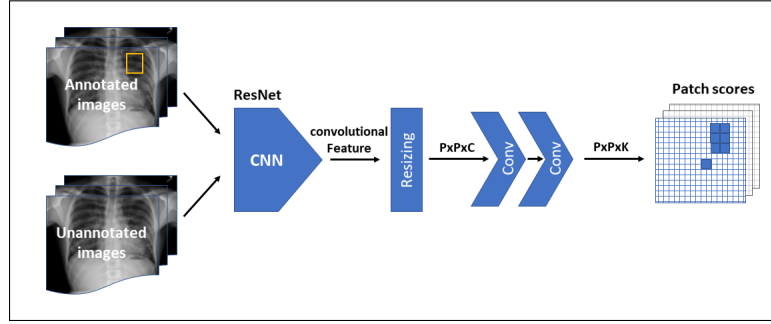 Annotated
images
Unannotated
images
ResNet
CNN
convolutional
Feature
Resizing
PxPxC
Conv
Conv
PxPxK
Patch scores